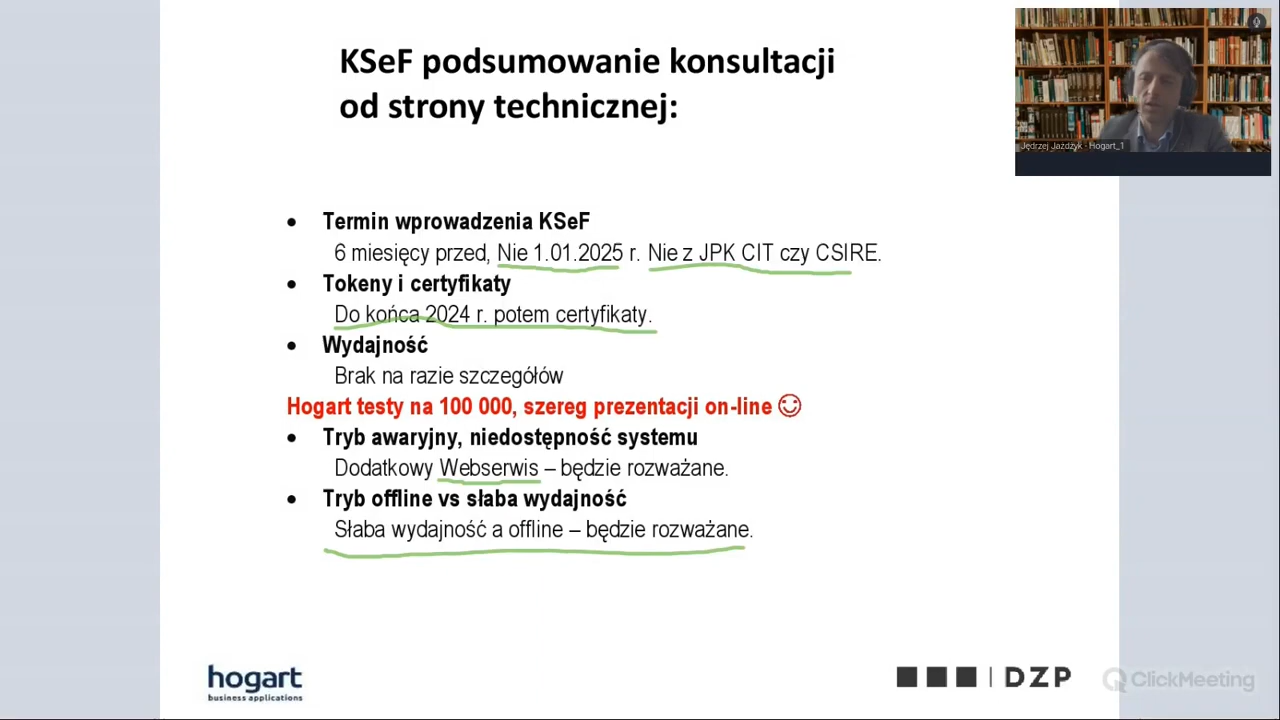 KSeF podsumowanie konsultacji
od strony technicznej:
Jędrzej Jażdżyk - Hogart_1
• Termin wprowadzenia KSeF
6 miesięcy przed, Nie 1.01.2025 r. Nie z JPK CIT czy CSIRE.
• Tokeny i certyfikaty
Do końca 2024 r. potem certyfikaty.
• Wydajność
Brak na razie szczegółów
Hogart testy na 100 000, szereg prezentacji on-line ☺
• Tryb awaryjny, niedostępność systemu
Dodatkowy Webserwis – będzie rozważane.
• Tryb offline vs słaba wydajność
Słaba wydajność a offline – będzie rozważane.
hogart
business applications
DZP
ClickMeeting